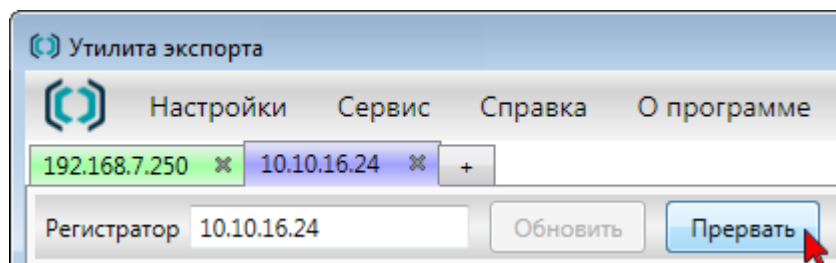 Утилита экспорта
Настройки Сервис Справка О программе
192.168.7.250 10.10.16.24 +
Регистратор 10.10.16.24 Обновить Прервать